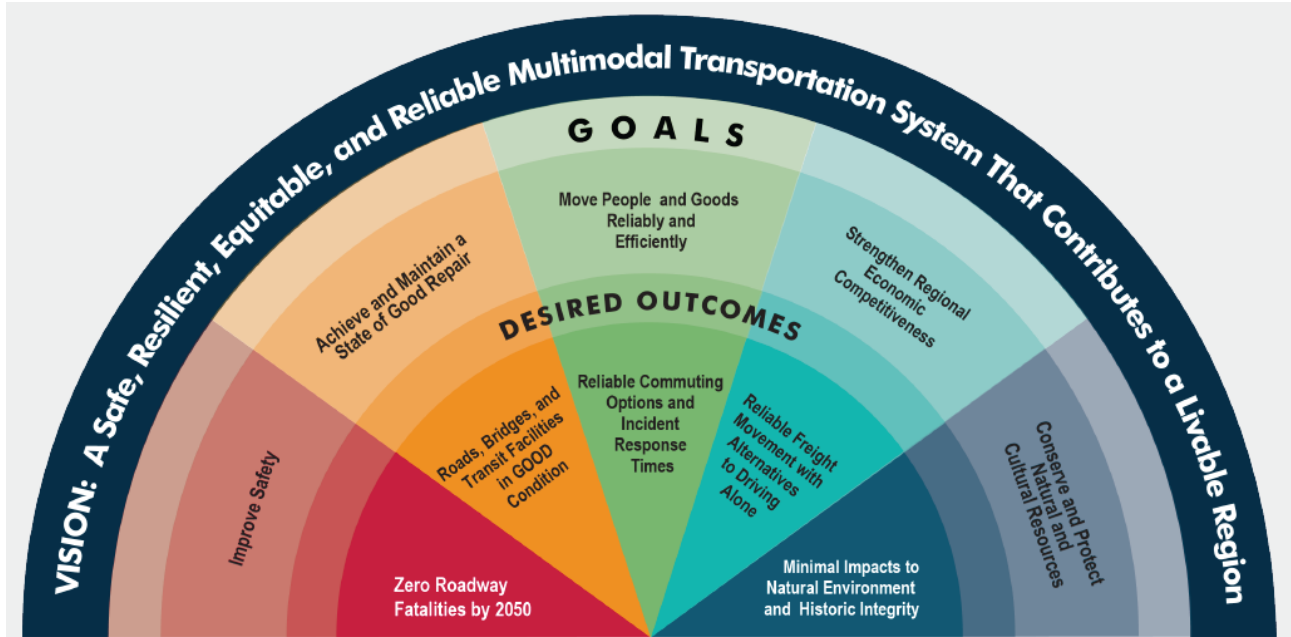 VISION: A Safe, Resilient, Equitable, and Reliable Multimodal Transportation System That Contributes to a Livable Region
GOALS
Improve Safety
Achieve and Maintain a
State of Good Repair
Move People and Goods
Reliably and
Efficiently
Strengthen Regional
Economic
Competitiveness
Conserve and Protect
Natural and
Cultural Resources
DESIRED OUTCOMES
Zero Roadway
Fatalities by 2050
Roads, Bridges, and
Transit Facilities
in GOOD
Condition
Reliable Commuting
Options and
Incident
Response
Times
Reliable Freight
Movement with
Alternatives
to Driving
Alone
Minimal Impacts to
Natural Environment
and Historic Integrity